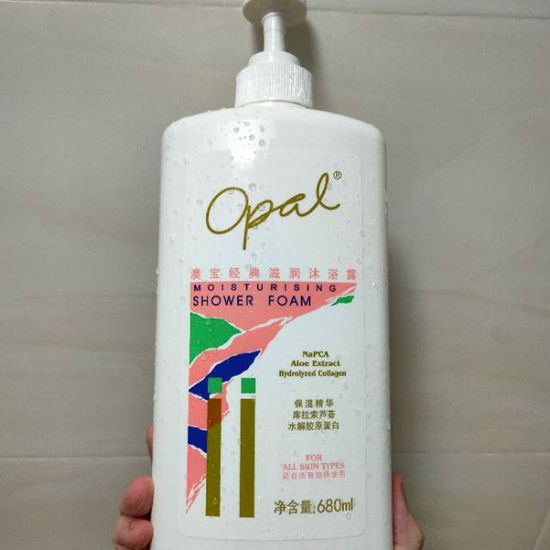 Opal®
澳宝经典滋润沐浴露
MOISTURISING
SHOWER FOAM
NaPCA
Aloe Extract
Hydrolyzed Collagen
保湿精华
库拉索芦荟
水解胶原蛋白
FOR
ALL SKIN TYPES
适合所有肌肤使用
净含量:680ml